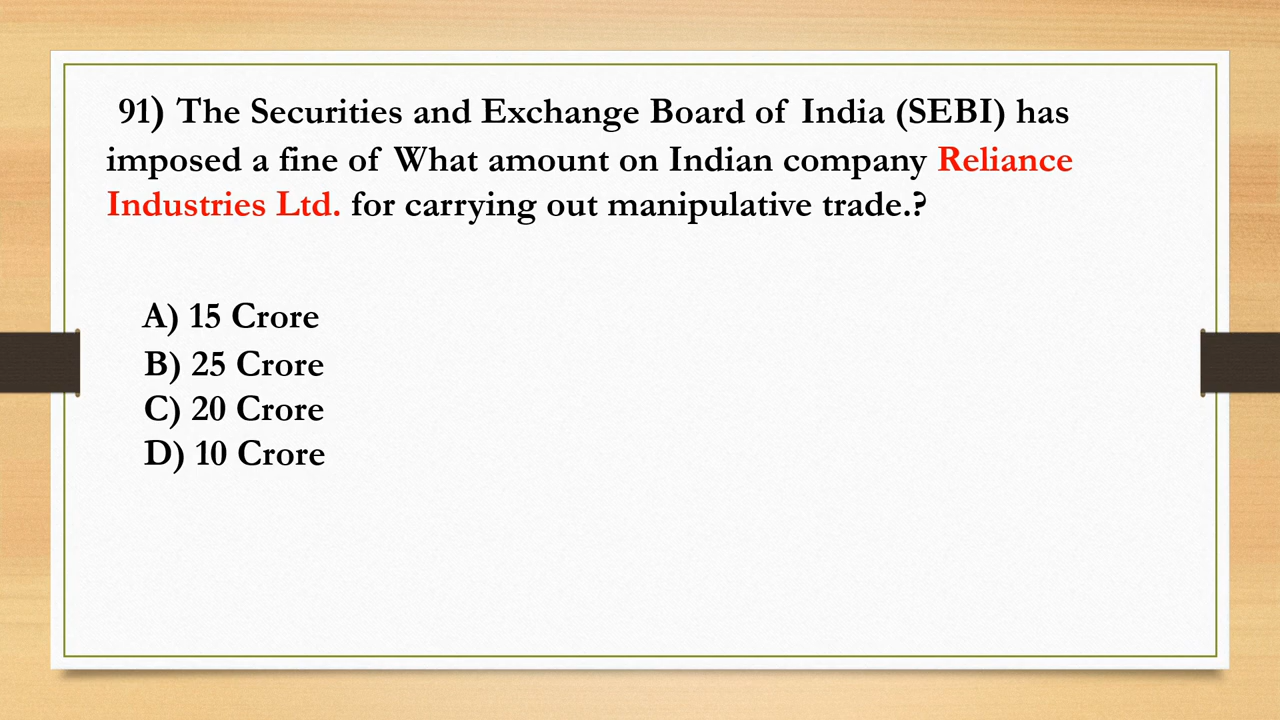 91) The Securities and Exchange Board of India (SEBI) has
imposed a fine of What amount on Indian company Reliance
Industries Ltd. for carrying out manipulative trade.?
A) 15 Crore
B) 25 Crore
C) 20 Crore
D) 10 Crore